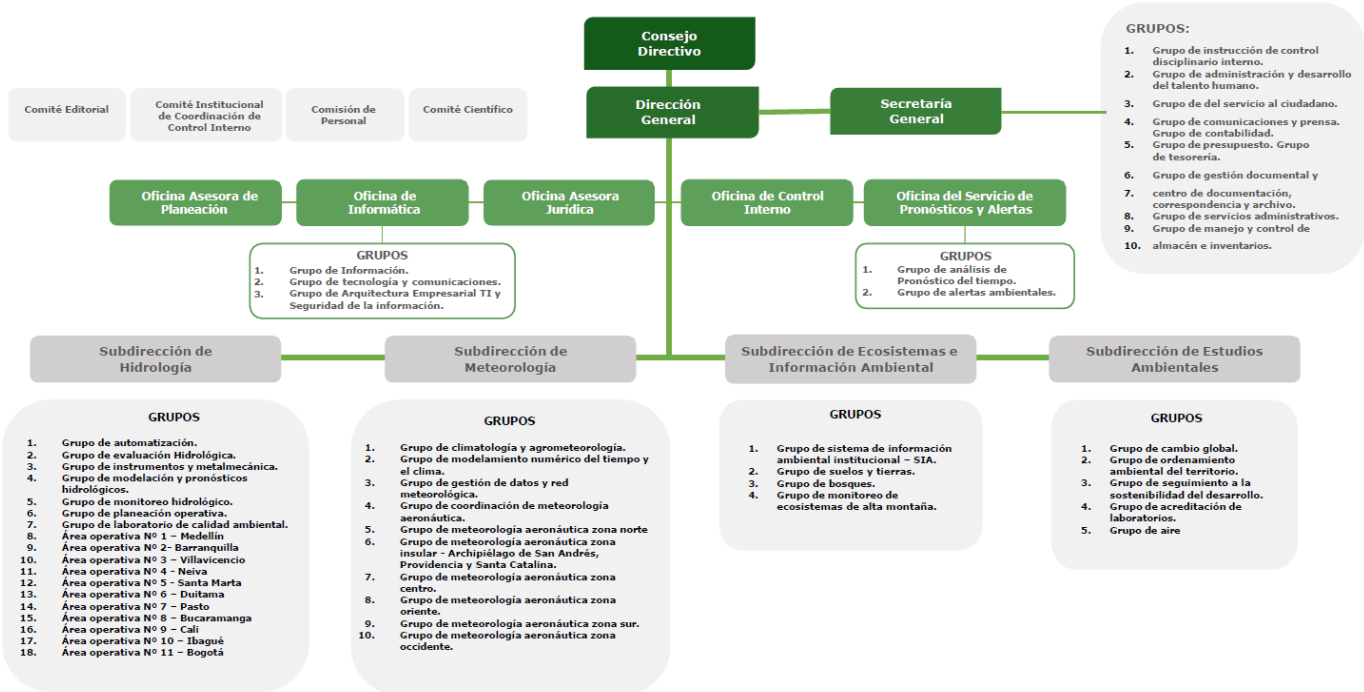 Consejo
Directivo
GRUPOS:
1. Grupo de instrucción de control
disciplinario interno.
2. Grupo de administración y desarrollo
del talento humano.
3. Grupo de del servicio al ciudadano.
4. Grupo de comunicaciones y prensa.
Grupo de contabilidad.
5. Grupo de presupuesto. Grupo
de tesorería.
6. Grupo de gestión documental y
7. centro de documentación,
correspondencia y archivo.
8. Grupo de servicios administrativos.
9. Grupo de manejo y control de
10. almacén e inventarios.
Comité Editorial
Comité Institucional
de Coordinación de
Control Interno
Comisión de
Personal
Comité Científico
Dirección
General
Secretaría
General
Oficina Asesora de
Planeación
Oficina de
Informática
Oficina Asesora
Jurídica
Oficina de Control
Interno
Oficina del Servicio de
Pronósticos y Alertas
GRUPOS
1. Grupo de Información.
2. Grupo de tecnología y comunicaciones.
3. Grupo de Arquitectura Empresarial TI y
Seguridad de la información.
GRUPOS
1. Grupo de análisis de
Pronóstico del tiempo.
2. Grupo de alertas ambientales.
Subdirección de
Hidrología
Subdirección de
Meteorología
Subdirección de Ecosistemas e
Información Ambiental
Subdirección de Estudios
Ambientales
GRUPOS
1. Grupo de automatización.
2. Grupo de evaluación Hidrológica.
3. Grupo de instrumentos y metalmecánica.
4. Grupo de modelación y pronósticos
hidrológicos.
5. Grupo de monitoreo hidrológico.
6. Grupo de planeación operativa.
7. Grupo de laboratorio de calidad ambiental.
8. Área operativa Nº 1 – Medellín
9. Área operativa Nº 2- Barranquilla
10. Área operativa Nº 3 – Villavicencio
11. Área operativa Nº 4 - Neiva
12. Área operativa Nº 5 - Santa Marta
13. Área operativa Nº 6 – Duitama
14. Área operativa Nº 7 – Pasto
15. Área operativa Nº 8 – Bucaramanga
16. Área operativa Nº 9 – Cali
17. Área operativa Nº 10 – Ibagué
18. Área operativa Nº 11 – Bogotá
GRUPOS
1. Grupo de climatología y agrometeorología.
2. Grupo de modelamiento numérico del tiempo y
el clima.
3. Grupo de gestión de datos y red
meteorológica.
4. Grupo de coordinación de meteorología
aeronáutica.
5. Grupo de meteorología aeronáutica zona norte
6. Grupo de meteorología aeronáutica zona
insular - Archipiélago de San Andrés,
Providencia y Santa Catalina.
7. Grupo de meteorología aeronáutica zona
centro.
8. Grupo de meteorología aeronáutica zona
oriente.
9. Grupo de meteorología aeronáutica zona sur.
10. Grupo de meteorología aeronáutica zona
occidente.
GRUPOS
1. Grupo de sistema de información
ambiental institucional – SIA.
2. Grupo de suelos y tierras.
3. Grupo de bosques.
4. Grupo de monitoreo de
ecosistemas de alta montaña.
GRUPOS
1. Grupo de cambio global.
2. Grupo de ordenamiento
ambiental del territorio.
3. Grupo de seguimiento a la
sostenibilidad del desarrollo.
4. Grupo de acreditación de
laboratorios.
5. Grupo de aire